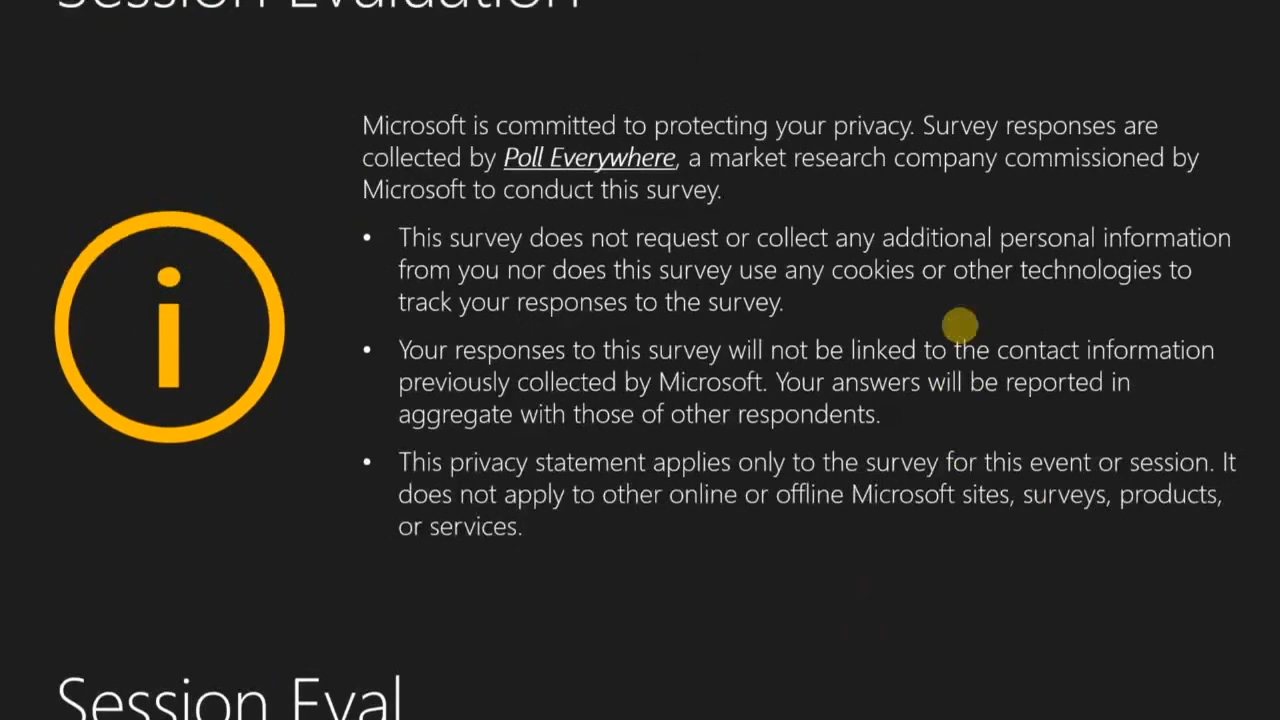 Session Evaluation
Microsoft is committed to protecting your privacy. Survey responses are
collected by Poll Everywhere, a market research company commissioned by
Microsoft to conduct this survey.
• This survey does not request or collect any additional personal information
from you nor does this survey use any cookies or other technologies to
track your responses to the survey.
• Your responses to this survey will not be linked to the contact information
previously collected by Microsoft. Your answers will be reported in
aggregate with those of other respondents.
• This privacy statement applies only to the survey for this event or session. It
does not apply to other online or offline Microsoft sites, surveys, products,
or services.
Session Eval